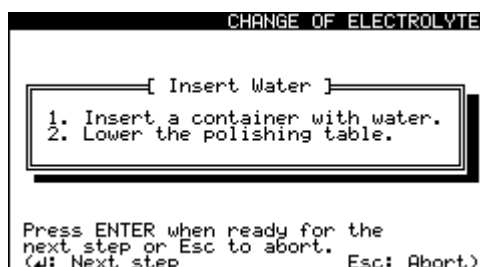 CHANGE OF ELECTROLYTE
[ Insert Water ]
1. Insert a container with water.
2. Lower the polishing table.
Press ENTER when ready for the
next step or Esc to abort.
(↵: Next step Esc: Abort)